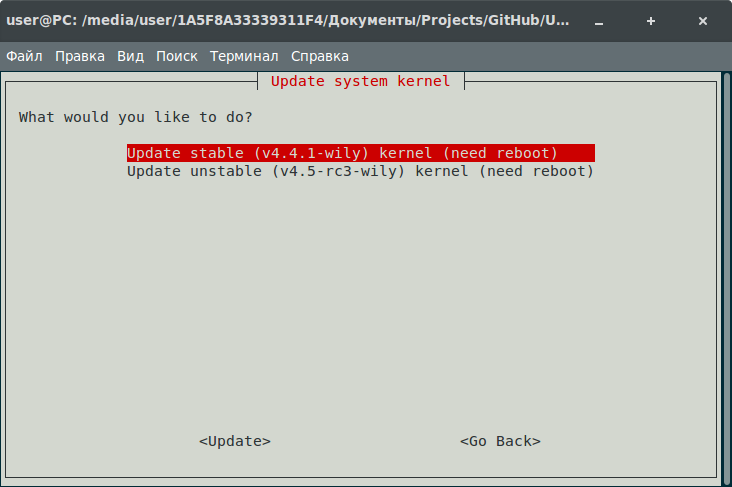 user@PC: /media/user/1A5F8A33339311F4/Документы/Projects/GitHub/U...
Файл Правка Вид Поиск Терминал Справка
Update system kernel
What would you like to do?
Update stable (v4.4.1-wily) kernel (need reboot)
Update unstable (v4.5-rc3-wily) kernel (need reboot)
<Update> <Go Back>